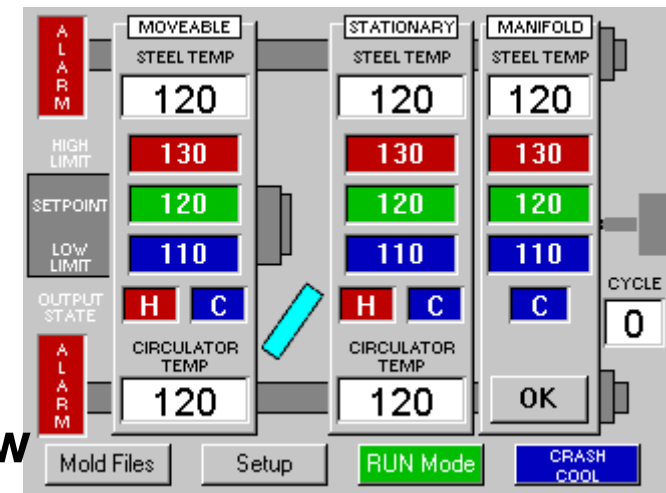 ALARM
MOVEABLE STATIONARY MANIFOLD
STEEL TEMP STEEL TEMP STEEL TEMP
120 120 120
HIGH LIMIT 130 130 130
SETPOINT 120 120 120
LOW LIMIT 110 110 110
OUTPUT STATE H C H C C
CYCLE
0
ALARM
CIRCULATOR TEMP CIRCULATOR TEMP
120 120 OK
w
Mold Files Setup RUN Mode CRASH COOL